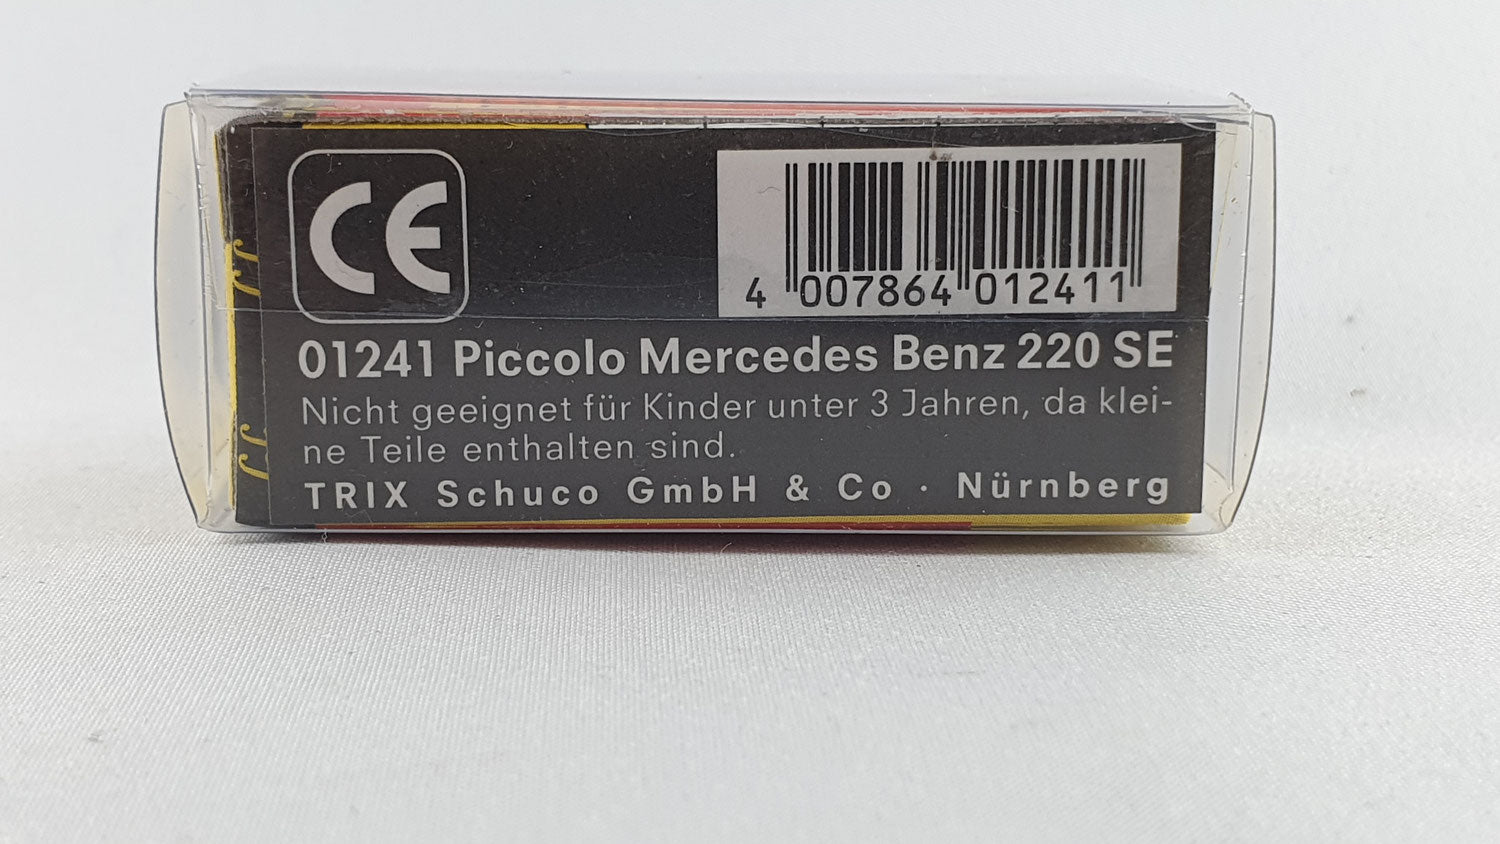 CE
4 007864 012411
01241 Piccolo Mercedes Benz 220 SE
Nicht geeignet für Kinder unter 3 Jahren, da klei-
ne Teile enthalten sind.
TRIX Schuco GmbH & Co · Nürnberg